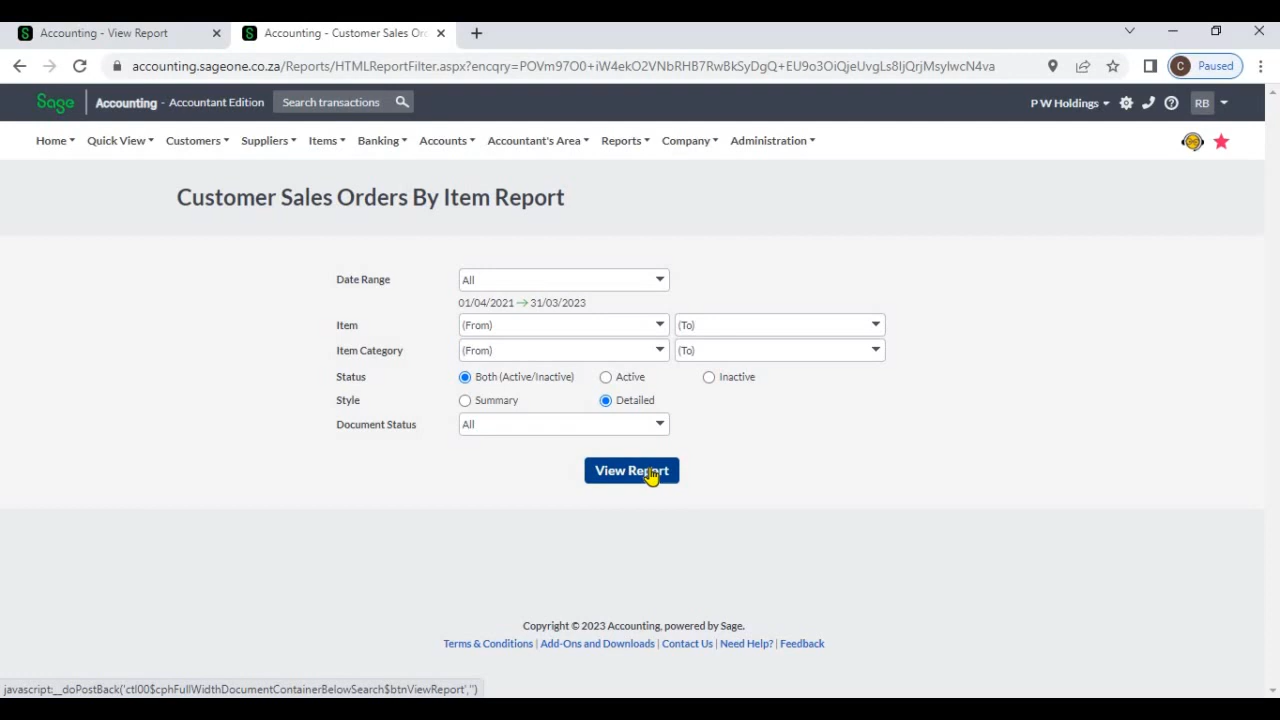 Accounting - View Report
Accounting - Customer Sales Or
accounting.sageone.co.za/Reports/HTMLReportFilter.aspx?encqry=POVm97O0+iW4ekO2VNbRHB7RwBkSyDgQ+EU9o3OiQjeUvgLs8IjQrjMsylwcN4va
C Paused
Sage Accounting - Accountant Edition Search transactions P W Holdings RB
Home Quick View Customers Suppliers Items Banking Accounts Accountant's Area Reports Company Administration
Customer Sales Orders By Item Report
Date Range All
01/04/2021 → 31/03/2023
Item (From) (To)
Item Category (From) (To)
Status Both (Active/Inactive) Active Inactive
Style Summary Detailed
Document Status All
View Report
Copyright © 2023 Accounting, powered by Sage.
Terms & Conditions | Add-Ons and Downloads | Contact Us | Need Help? | Feedback
javascript:__doPostBack('ctl00$cphFullWidthDocumentContainerBelowSearch$btnViewReport','')